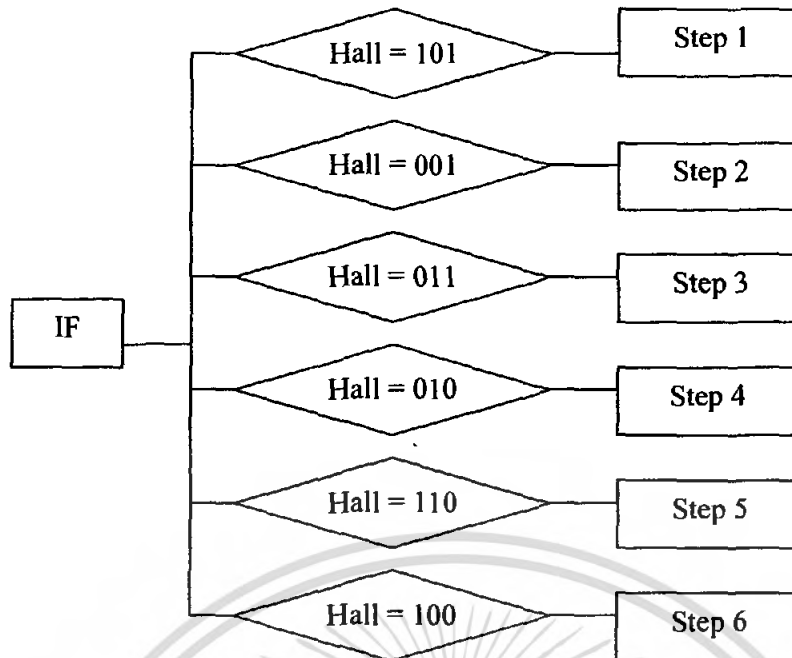 Hall = 101
Step 1
Hall = 001
Step 2
Hall = 011
Step 3
IF
Hall = 010
Step 4
Hall = 110
Step 5
Hall = 100
Step 6